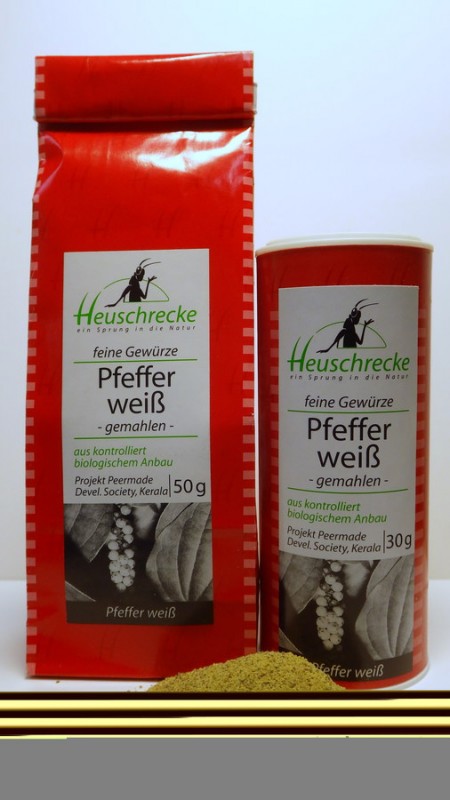 Heuschrecke
ein Sprung in die Natur
feine Gewürze
Pfeffer
weiß
- gemahlen -
aus kontrolliert
biologischem Anbau
Projekt Peermade
Devel. Society, Kerala
50 g
Pfeffer weiß
Heuschrecke
ein Sprung in die Natur
feine Gewürze
Pfeffer
weiß
- gemahlen -
aus kontrolliert
biologischem Anbau
Projekt Peermade
Devel. Society, Kerala
30 g
Pfeffer weiß